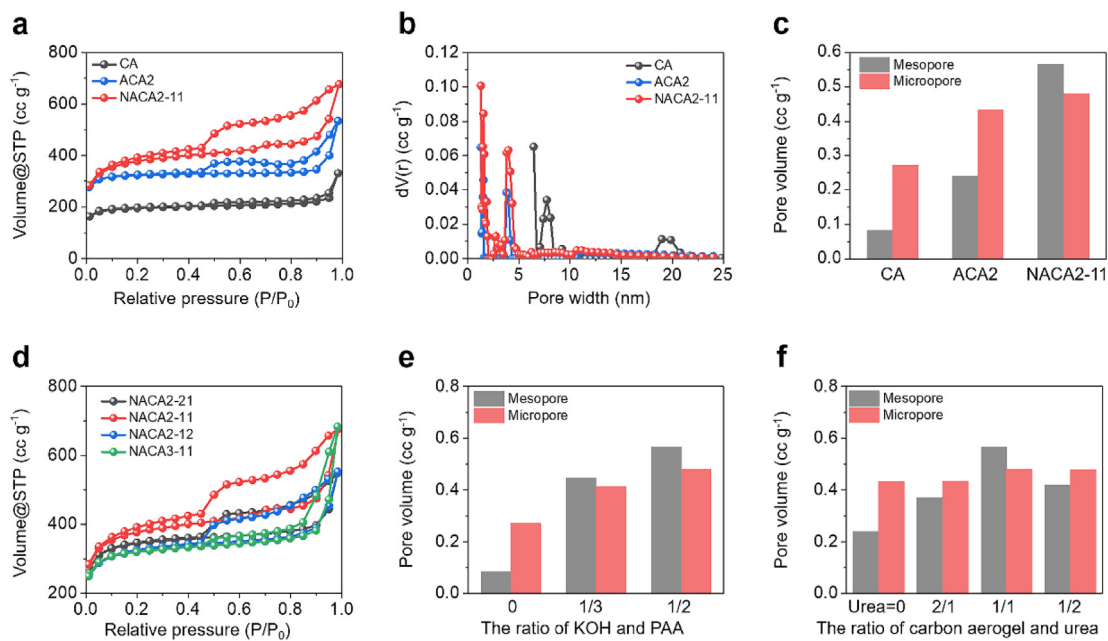 a
Volume@STP (cc g⁻¹)
800
600
400
200
0
CA
ACA2
NACA2-11
0.0 0.2 0.4 0.6 0.8 1.0
Relative pressure (P/P₀)
b
dV(r) (cc g⁻¹)
0.12
0.10
0.08
0.06
0.04
0.02
0.00
CA
ACA2
NACA2-11
0 5 10 15 20 25
Pore width (nm)
c
Pore volume (cc g⁻¹)
0.6
0.5
0.4
0.3
0.2
0.1
0.0
Mesopore
Microopore
CA ACA2 NACA2-11
d
Volume@STP (cc g⁻¹)
800
600
400
200
NACA2-21
NACA2-11
NACA2-12
NACA3-11
0.0 0.2 0.4 0.6 0.8 1.0
Relative pressure (P/P₀)
e
Pore volume (cc g⁻¹)
0.8
0.6
0.4
0.2
0.0
Mesopore
Micropore
0 1/3 1/2
The ratio of KOH and PAA
f
Pore volume (cc g⁻¹)
0.8
0.6
0.4
0.2
0.0
Mesopore
Micropore
Urea=0 2/1 1/1 1/2
The ratio of carbon aerogel and urea